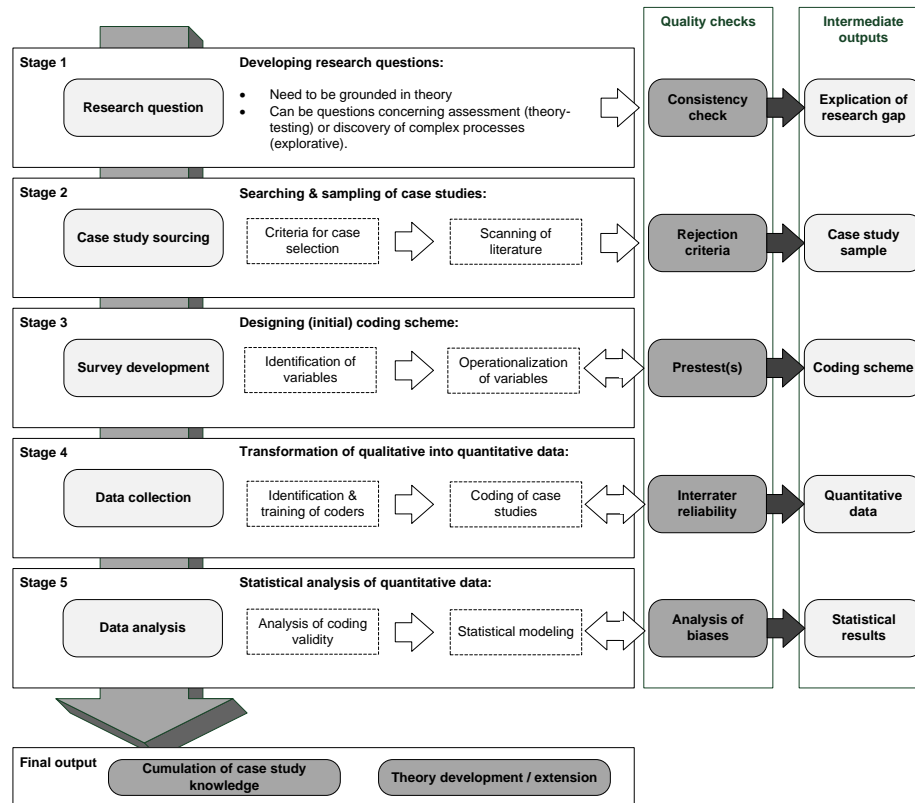 Quality checks
Intermediate
outputs
Stage 1
Research question
Developing research questions:
• Need to be grounded in theory
• Can be questions concerning assessment (theory-
testing) or discovery of complex processes
(explorative).
Consistency
check
Explication of
research gap
Stage 2
Case study sourcing
Searching & sampling of case studies:
Criteria for case
selection
Scanning of
literature
Rejection
criteria
Case study
sample
Stage 3
Survey development
Designing (initial) coding scheme:
Identification of
variables
Operationalization
of variables
Prestest(s)
Coding scheme
Stage 4
Data collection
Transformation of qualitative into quantitative data:
Identification &
training of coders
Coding of case
studies
Interrater
reliability
Quantitative
data
Stage 5
Data analysis
Statistical analysis of quantitative data:
Analysis of coding
validity
Statistical modeling
Analysis of
biases
Statistical
results
Final output
Cumulation of case study
knowledge
Theory development / extension